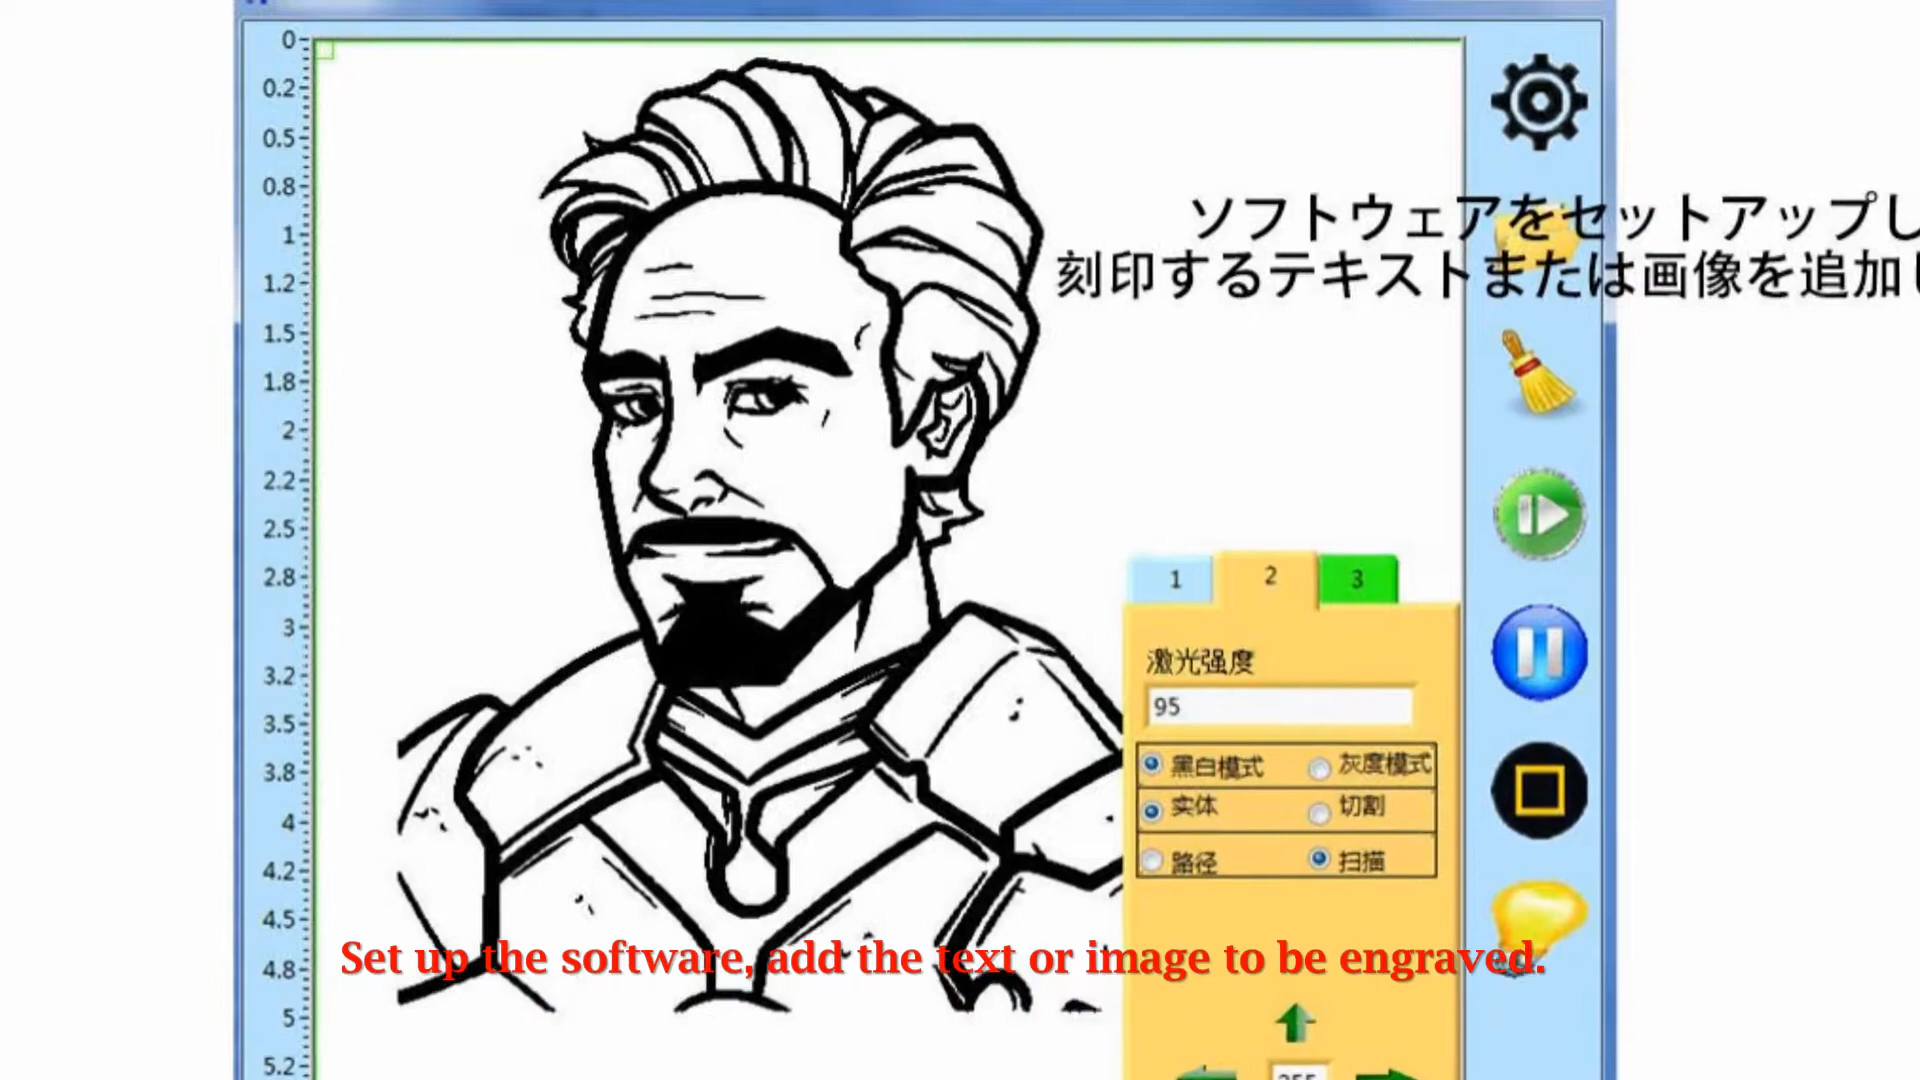 0
0.2
0.5
0.8
1
1.2
1.5
1.8
2
2.2
2.5
2.8
3
3.2
3.5
3.8
4
4.2
4.5
4.8
5
5.2
ソフトウェアをセットアップし
刻印するテキストまたは画像を追加し
1 2 3
激光强度
95
黑白模式 灰度模式
实体 切割
路径 扫描
Set up the software, add the text or image to be engraved.